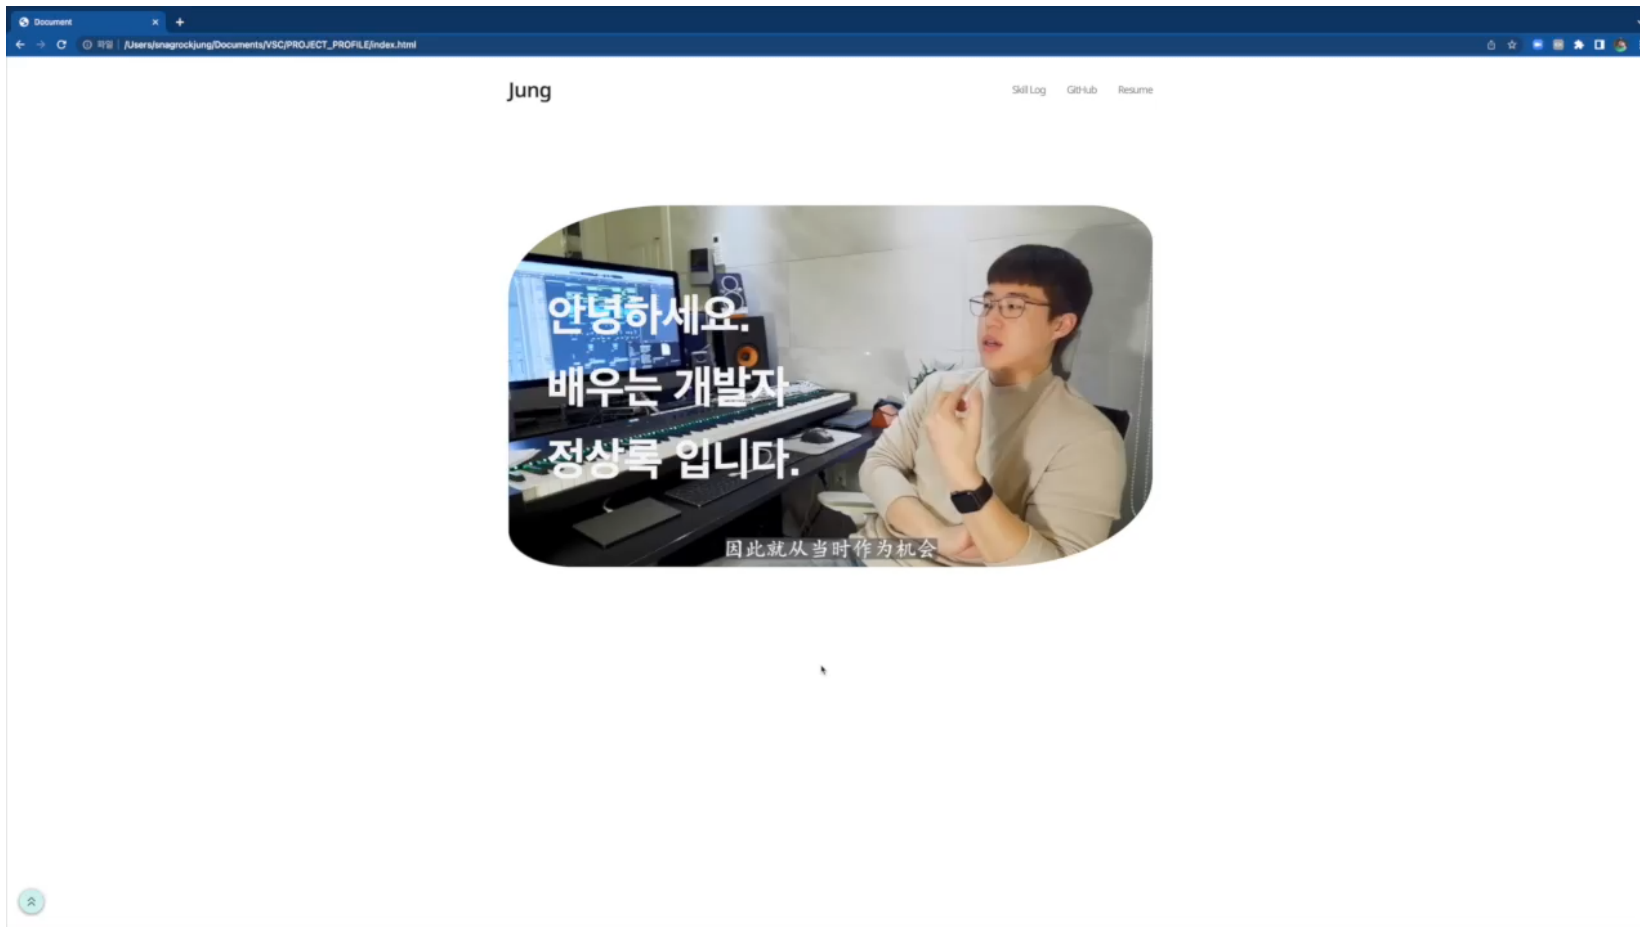 Document
파일
/Users/snagrockjung/Documents/VSC/PROJECT_PROFILE/index.html
Jung
Skill Log
GitHub
Resume
안녕하세요.
배우는 개발자
정상록 입니다.
因此就从当时作为机会